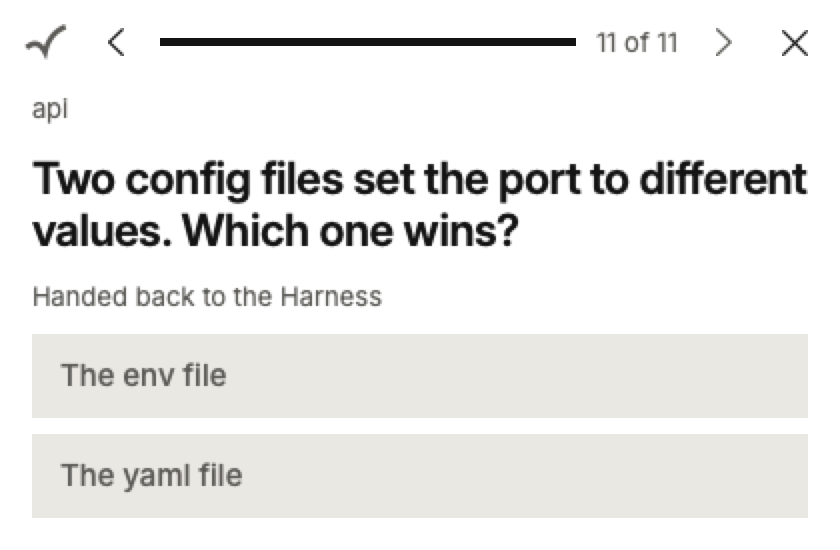 11 of 11
api
Two config files set the port to different
values. Which one wins?
Handed back to the Harness
The env file
The yaml file